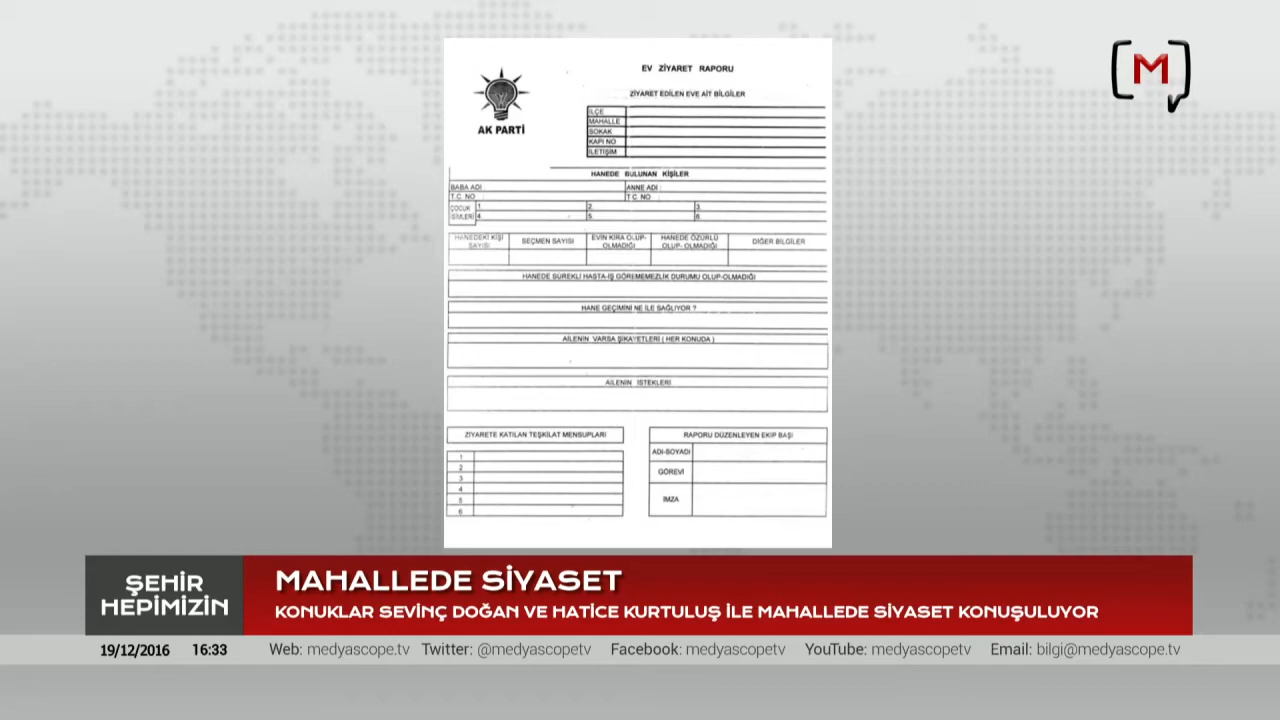 EV ZİYARET RAPORU
AK PARTİ
ZİYARET EDİLEN EVE AİT BİLGİLER
İLÇE
MAHALLE
SOKAK
KAPI NO
İLETİŞİM
HANEDE BULUNAN KİŞİLER
BABA ADI ANNE ADI :
T.C. NO T.C. NO
ÇOCUK İSİMLERİ
1. 2. 3.
4. 5. 6.
HANEDEKİ KİŞİ SAYISI
SEÇMEN SAYISI
EVİN KİRA OLUP-OLMADIĞI
HANEDE ÖZÜRLÜ OLUP-OLMADIĞI
DİĞER BİLGİLER
HANEDE SÜREKLİ HASTA-İŞ GÖREMEMEZLİK DURUMU OLUP-OLMADIĞI
HANE GEÇİMİNİ NE İLE SAĞLIYOR ?
AİLENİN VARSA ŞİKAYETLERİ ( HER KONUDA )
AİLENİN İSTEKLERİ
ZİYARETE KATILAN TEŞKİLAT MENSUPLARI
1
2
3
4
5
6
RAPORU DÜZENLEYEN EKİP BAŞI
ADI-SOYADI
GÖREVİ
İMZA
M
ŞEHİR
HEPİMİZİN
MAHALLEDE SİYASET
KONUKLAR SEVİNÇ DOĞAN VE HATİCE KURTULUŞ İLE MAHALLEDE SİYASET KONUŞULUYOR
19/12/2016 16:33 Web: medyascope.tv Twitter: @medyascopetv Facebook: medyascopetv YouTube: medyascopetv Email: bilgi@medyascope.tv